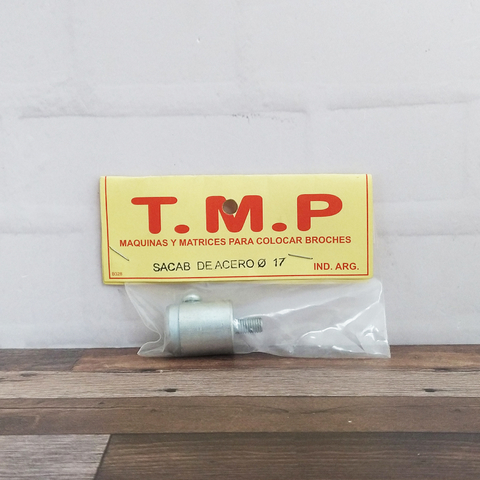 T.M.P
MAQUINAS Y MATRICES PARA COLOCAR BROCHES
SACAB DE ACERO Ø 17
IND. ARG.